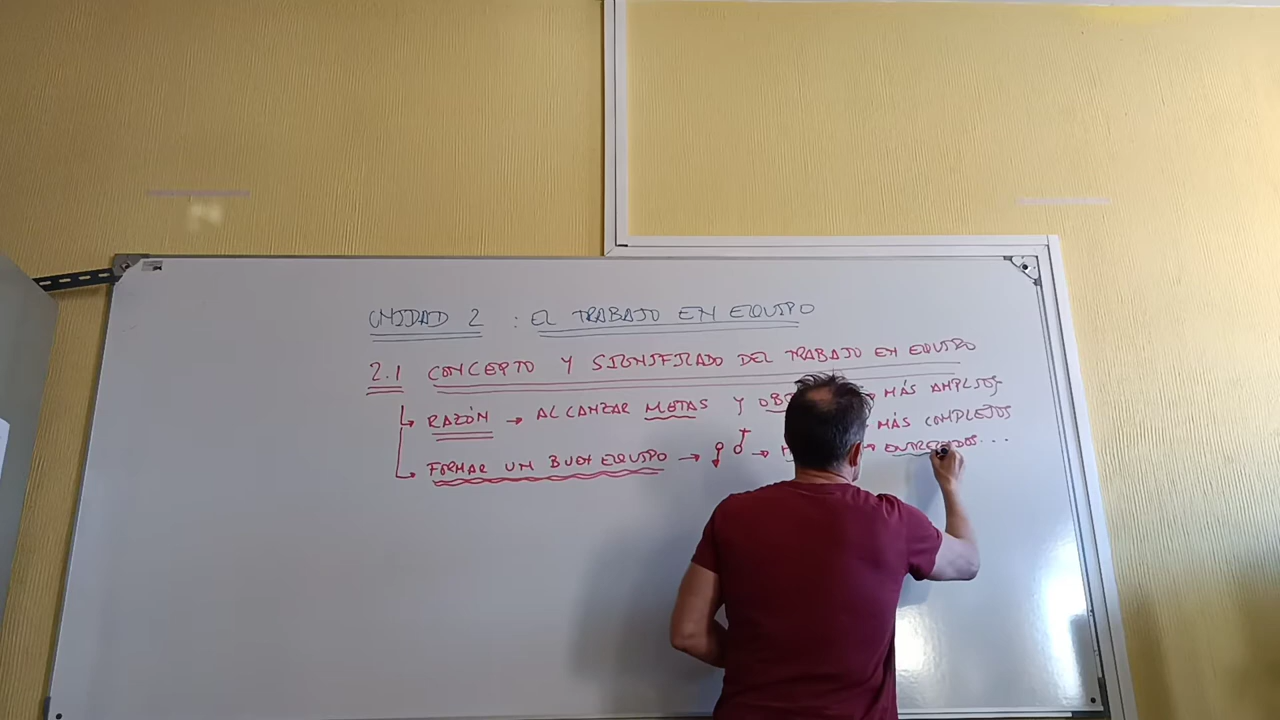 UNIDAD 2 : EL TRABAJO EN EQUIPO
2.1 CONCEPTO Y SIGNIFICADO DEL TRABAJO EN EQUIPO
RAZÓN → ALCANZAR METAS Y → MÁS AMPLIOS
MÁS COMPLEJOS
FORMAR UN BUEN EQUIPO → → → ...